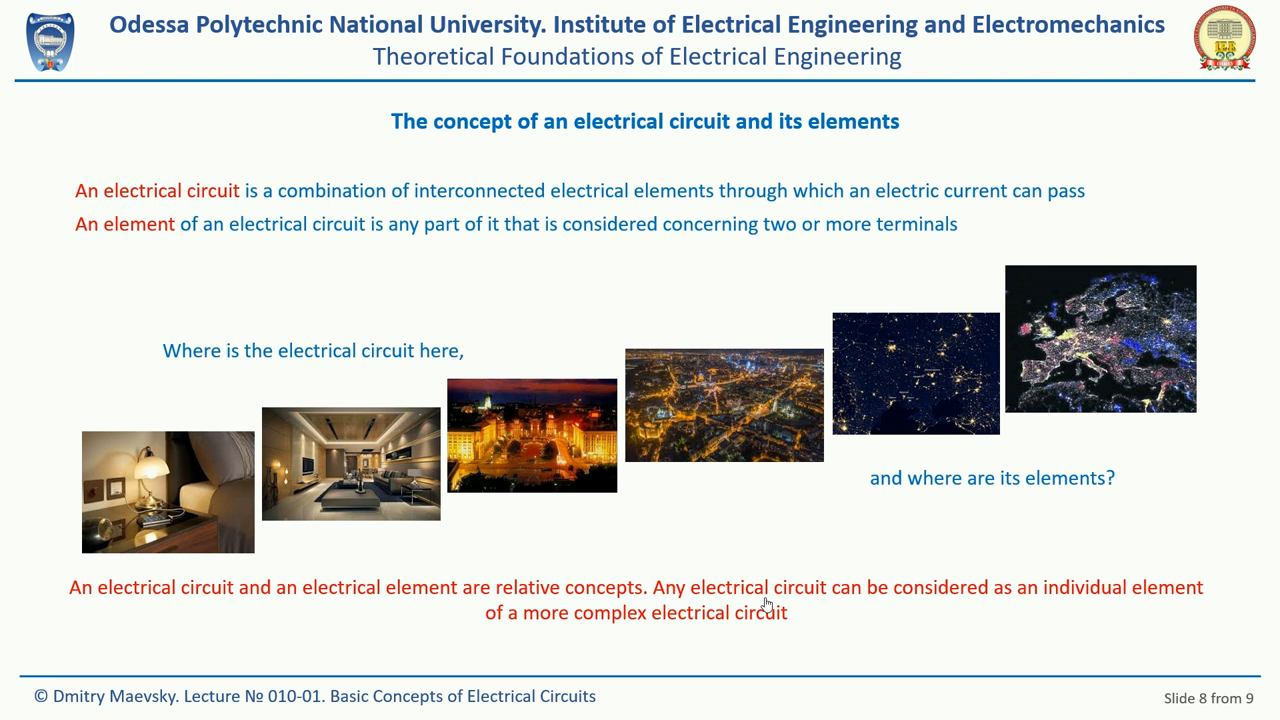 Odessa Polytechnic National University. Institute of Electrical Engineering and Electromechanics
Theoretical Foundations of Electrical Engineering
The concept of an electrical circuit and its elements
An electrical circuit is a combination of interconnected electrical elements through which an electric current can pass
An element of an electrical circuit is any part of it that is considered concerning two or more terminals
Where is the electrical circuit here,
and where are its elements?
An electrical circuit and an electrical element are relative concepts. Any electrical circuit can be considered as an individual element
of a more complex electrical circuit
© Dmitry Maevsky. Lecture № 010-01. Basic Concepts of Electrical Circuits
Slide 8 from 9